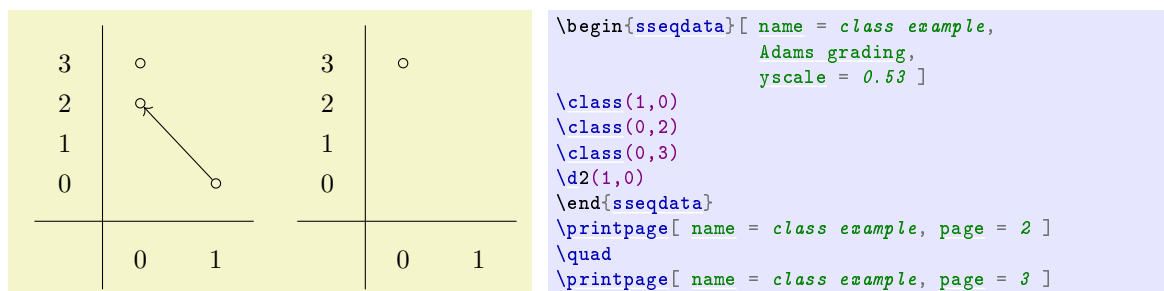 3 3
2 2
1 1
0 0
0 1 0 1
\begin{sseqdata}[ name = class example,
Adams grading,
yscale = 0.53 ]
\class(1,0)
\class(0,2)
\class(0,3)
\d2(1,0)
\end{sseqdata}
\printpage[ name = class example, page = 2 ]
\quad
\printpage[ name = class example, page = 3 ]